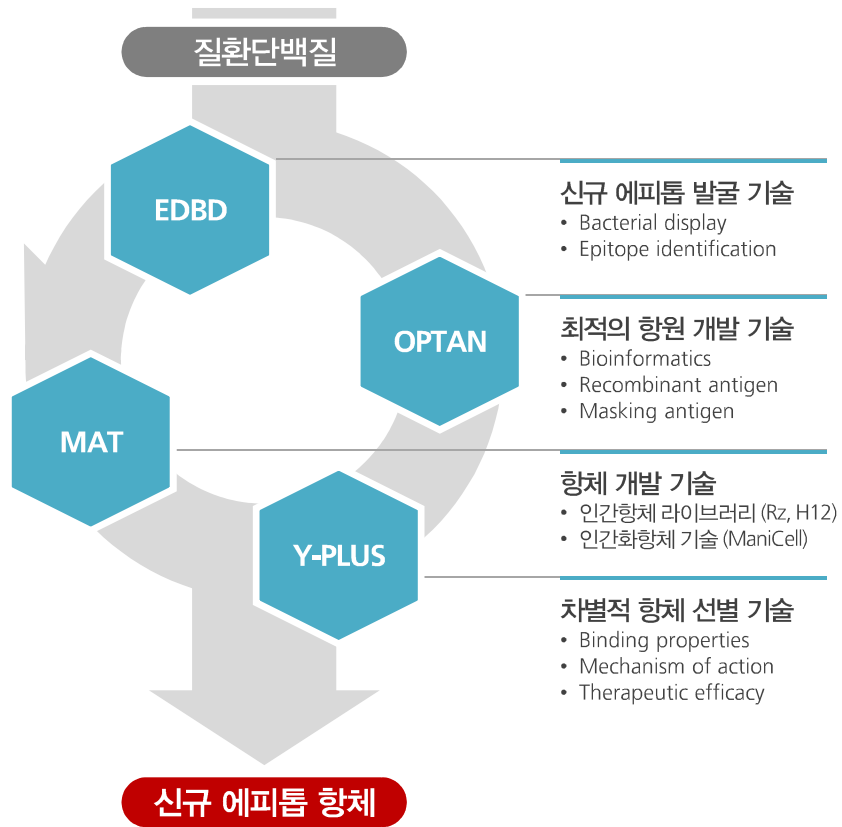 질환단백질
EDBD
신규 에피톱 발굴 기술
• Bacterial display
• Epitope identification
OPTAN
최적의 항원 개발 기술
• Bioinformatics
• Recombinant antigen
• Masking antigen
MAT
항체 개발 기술
• 인간항체 라이브러리 (Rz, H12)
• 인간화항체 기술 (ManiCell)
Y-PLUS
차별적 항체 선별 기술
• Binding properties
• Mechanism of action
• Therapeutic efficacy
신규 에피톱 항체